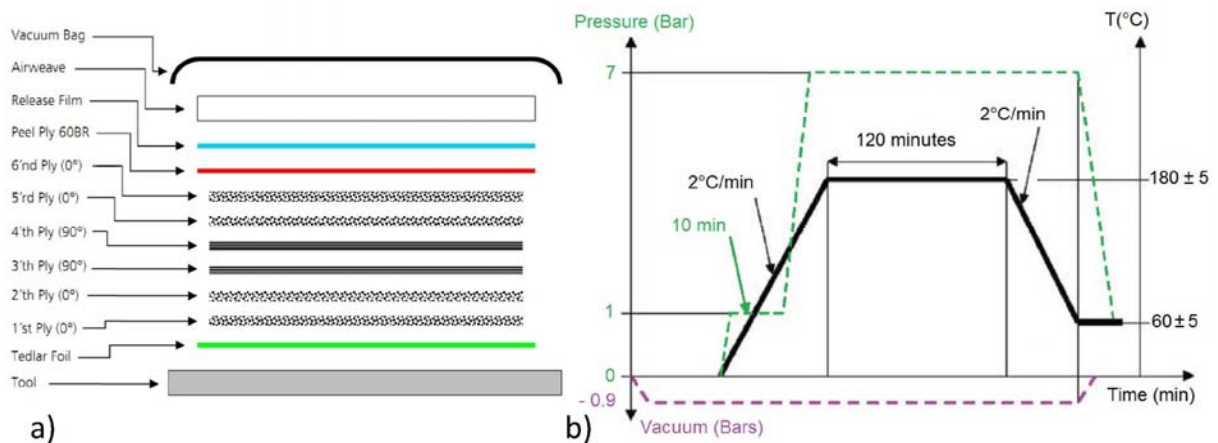 Vacuum Bag
Airweave
Release Film
Peel Ply 60BR
6'nd Ply (0°)
5'rd Ply (0°)
4'th Ply (90°)
3'th Ply (90°)
2'th Ply (0°)
1'st Ply (0°)
Tedlar Foil
Tool
a)
Pressure (Bar)
T(°C)
7
2°C/min
120 minutes
2°C/min
180 ± 5
10 min
1
60 ± 5
0
- 0.9
Time (min)
Vacuum (Bars)
b)